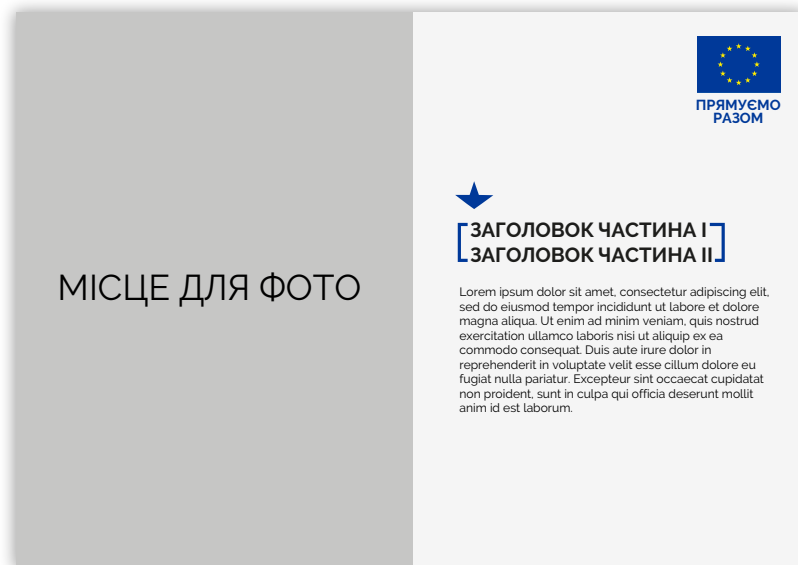 МІСЦЕ ДЛЯ ФОТО
ПРЯМУЄМО
РАЗОМ
ЗАГОЛОВОК ЧАСТИНА I
ЗАГОЛОВОК ЧАСТИНА II
Lorem ipsum dolor sit amet, consectetur adipiscing elit,
sed do eiusmod tempor incididunt ut labore et dolore
magna aliqua. Ut enim ad minim veniam, quis nostrud
exercitation ullamco laboris nisi ut aliquip ex ea
commodo consequat. Duis aute irure dolor in
reprehenderit in voluptate velit esse cillum dolore eu
fugiat nulla pariatur. Excepteur sint occaecat cupidatat
non proident, sunt in culpa qui officia deserunt mollit
anim id est laborum.